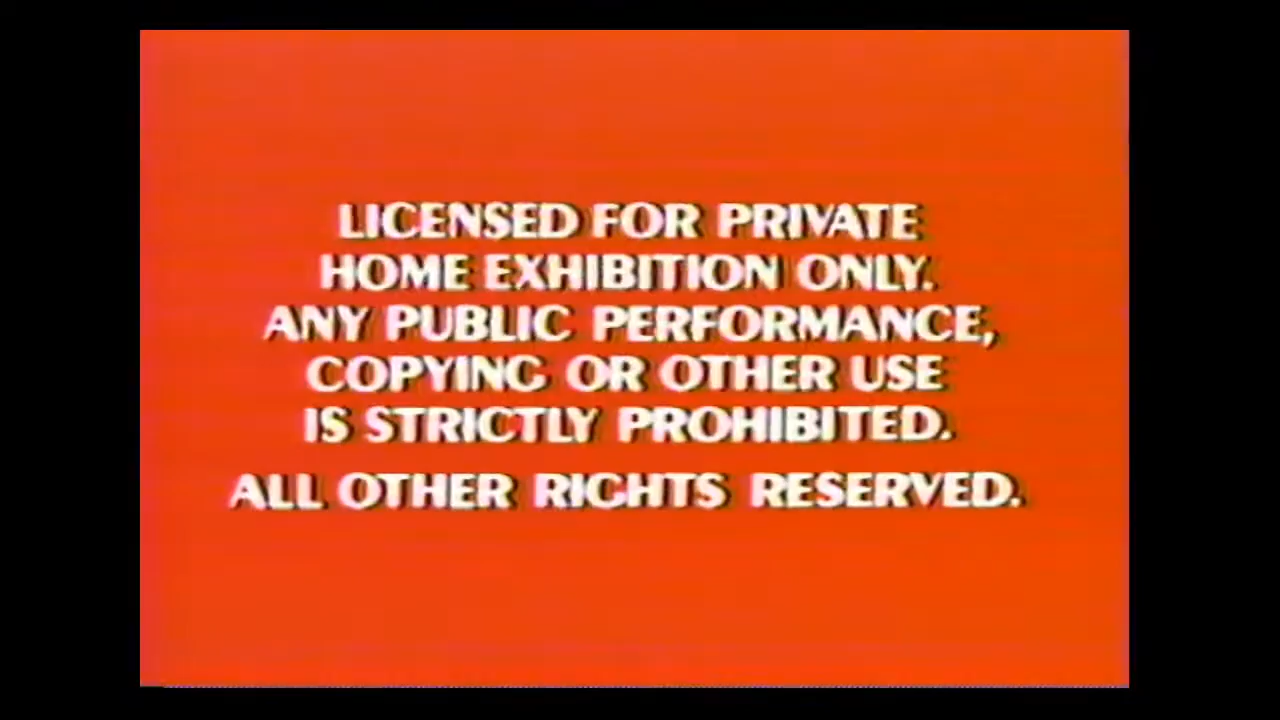 LICENSED FOR PRIVATE
HOME EXHIBITION ONLY.
ANY PUBLIC PERFORMANCE,
COPYING OR OTHER USE
IS STRICTLY PROHIBITED.
ALL OTHER RIGHTS RESERVED.